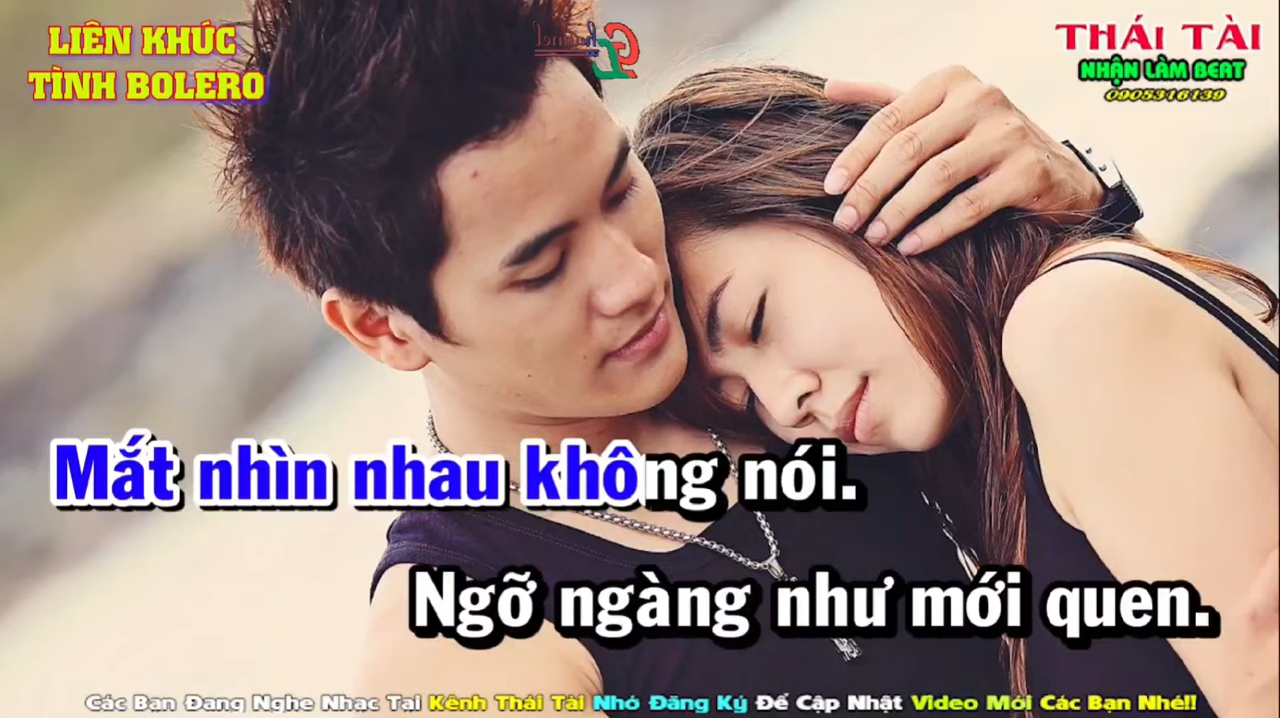 LIÊN KHÚC
TÌNH BOLERO
channel
THÁI TÀI
NHẬN LÀM BEAT
0905316139
Mắt nhìn nhau không nói.
Ngỡ ngàng như mới quen.
Các Bạn Đang Nghe Nhạc Tại Kênh Thái Tài Nhớ Đăng Ký Để Cập Nhật Video Mới Các Bạn Nhé!!